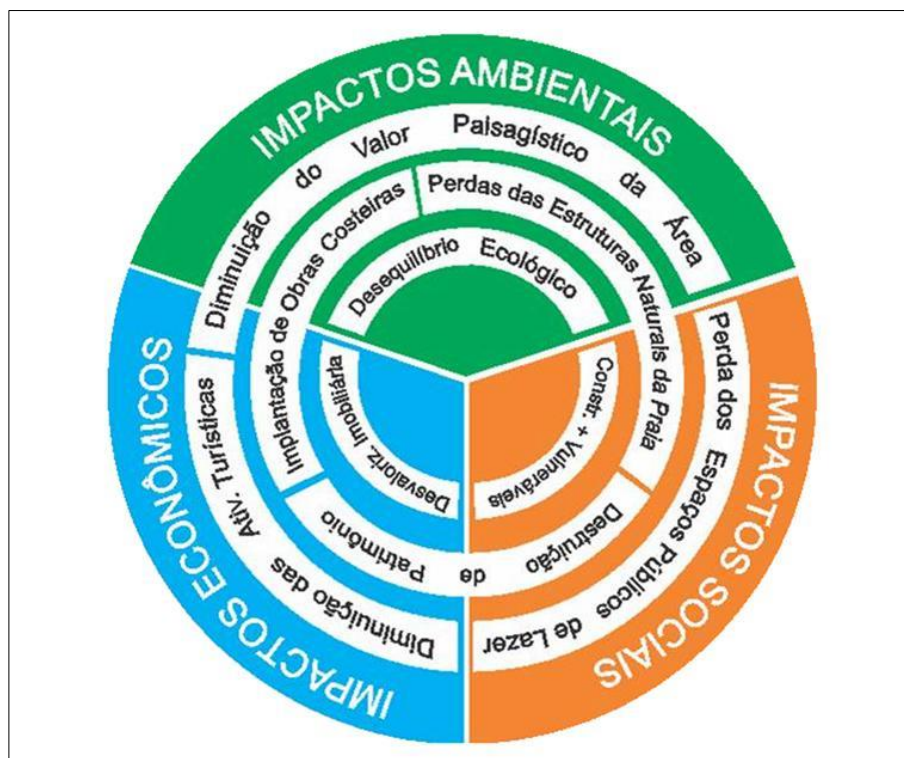 IMPACTOS AMBIENTAIS
Diminuição do Valor Paisagístico da Área
Implantação de Obras Costeiras
Perdas das Estruturas Naturais da Praia
Desequilíbrio Ecológico
IMPACTOS ECONÔMICOS
Diminuição das Ativ. Turísticas
Desvaloriz. Imobiliária
Destruição de Patrimônio
IMPACTOS SOCIAIS
Perda dos Espaços Públicos de Lazer
Constr. + Vulneráveis